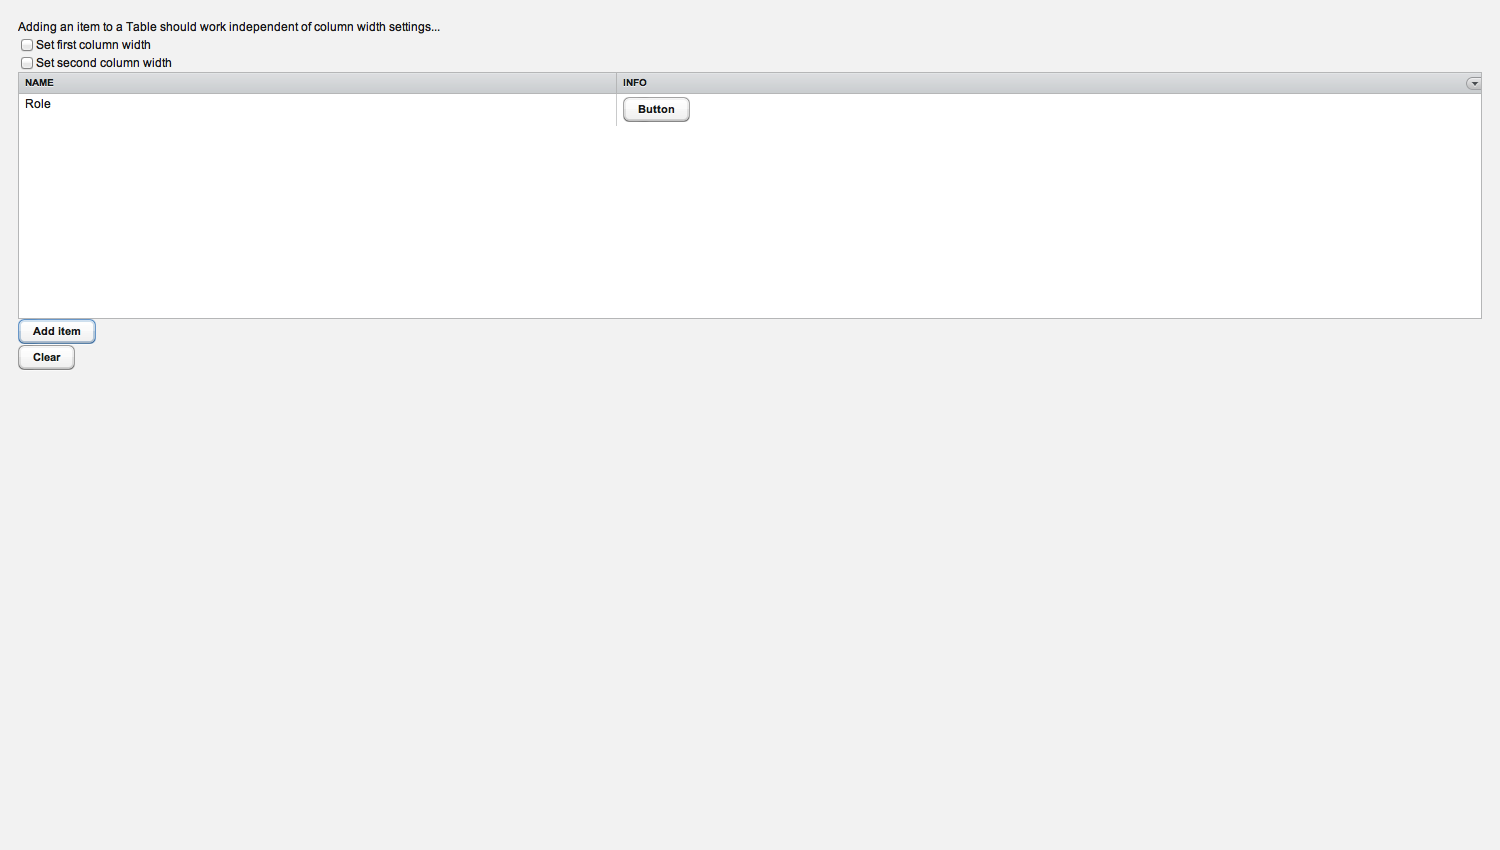 Adding an item to a Table should work independent of column width settings...
Set first column width
Set second column width
NAME INFO
Role Button
Add item
Clear